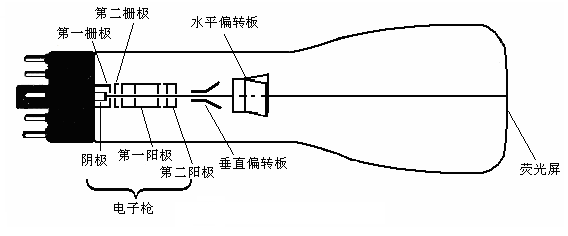 第二栅极
第一栅极
水平偏转板
阴极
第一阳极
第二阳极
垂直偏转板
荧光屏
电子枪